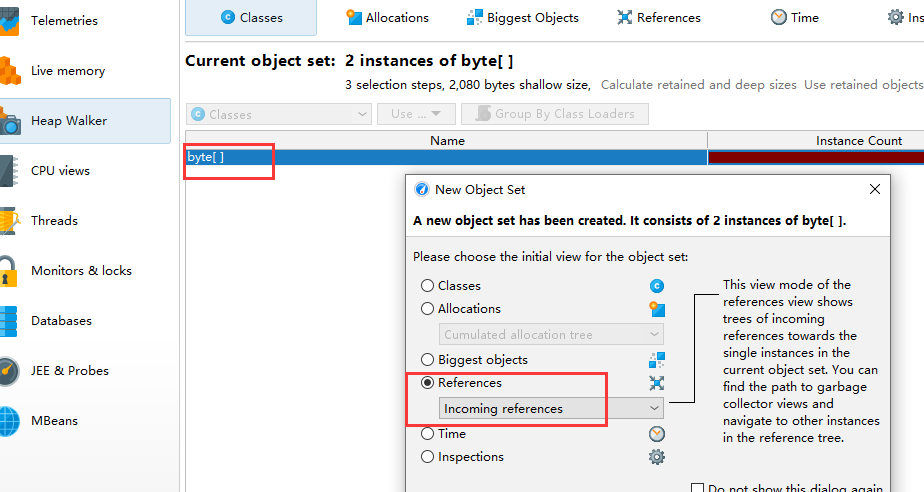 Telemetries
Live memory
Heap Walker
CPU views
Threads
Monitors & locks
Databases
JEE & Probes
MBeans
Classes
Allocations
Biggest Objects
References
Time
Current object set: 2 instances of byte[ ]
3 selection steps, 2,080 bytes shallow size, Calculate retained and deep sizes Use retained objects
Classes
Use ...
Group By Class Loaders
Name
Instance Count
byte[ ]
New Object Set
A new object set has been created. It consists of 2 instances of byte[ ].
Please choose the initial view for the object set:
Classes
Allocations
Cumulated allocation tree
Biggest objects
References
Incoming references
Time
Inspections
This view mode of the
references view shows
trees of incoming
references towards the
single instances in the
current object set. You can
find the path to garbage
collector views and
navigate to other instances
in the reference tree.
Do not show this dialog again